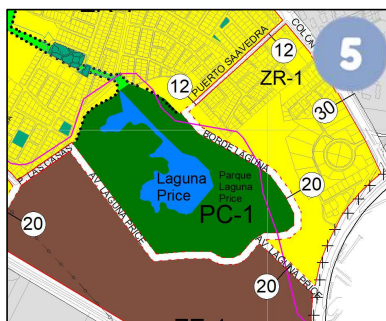 5
12
PUERTO SAAVEDRA
COLON
12
ZR-1
30
BORDE LAGUNA
Laguna
Price
Parque
Laguna
Price
PC-1
P. LAS CASAS
AV. LAGUNA PRICE
20
20
AV. LAGUNA PRICE
20